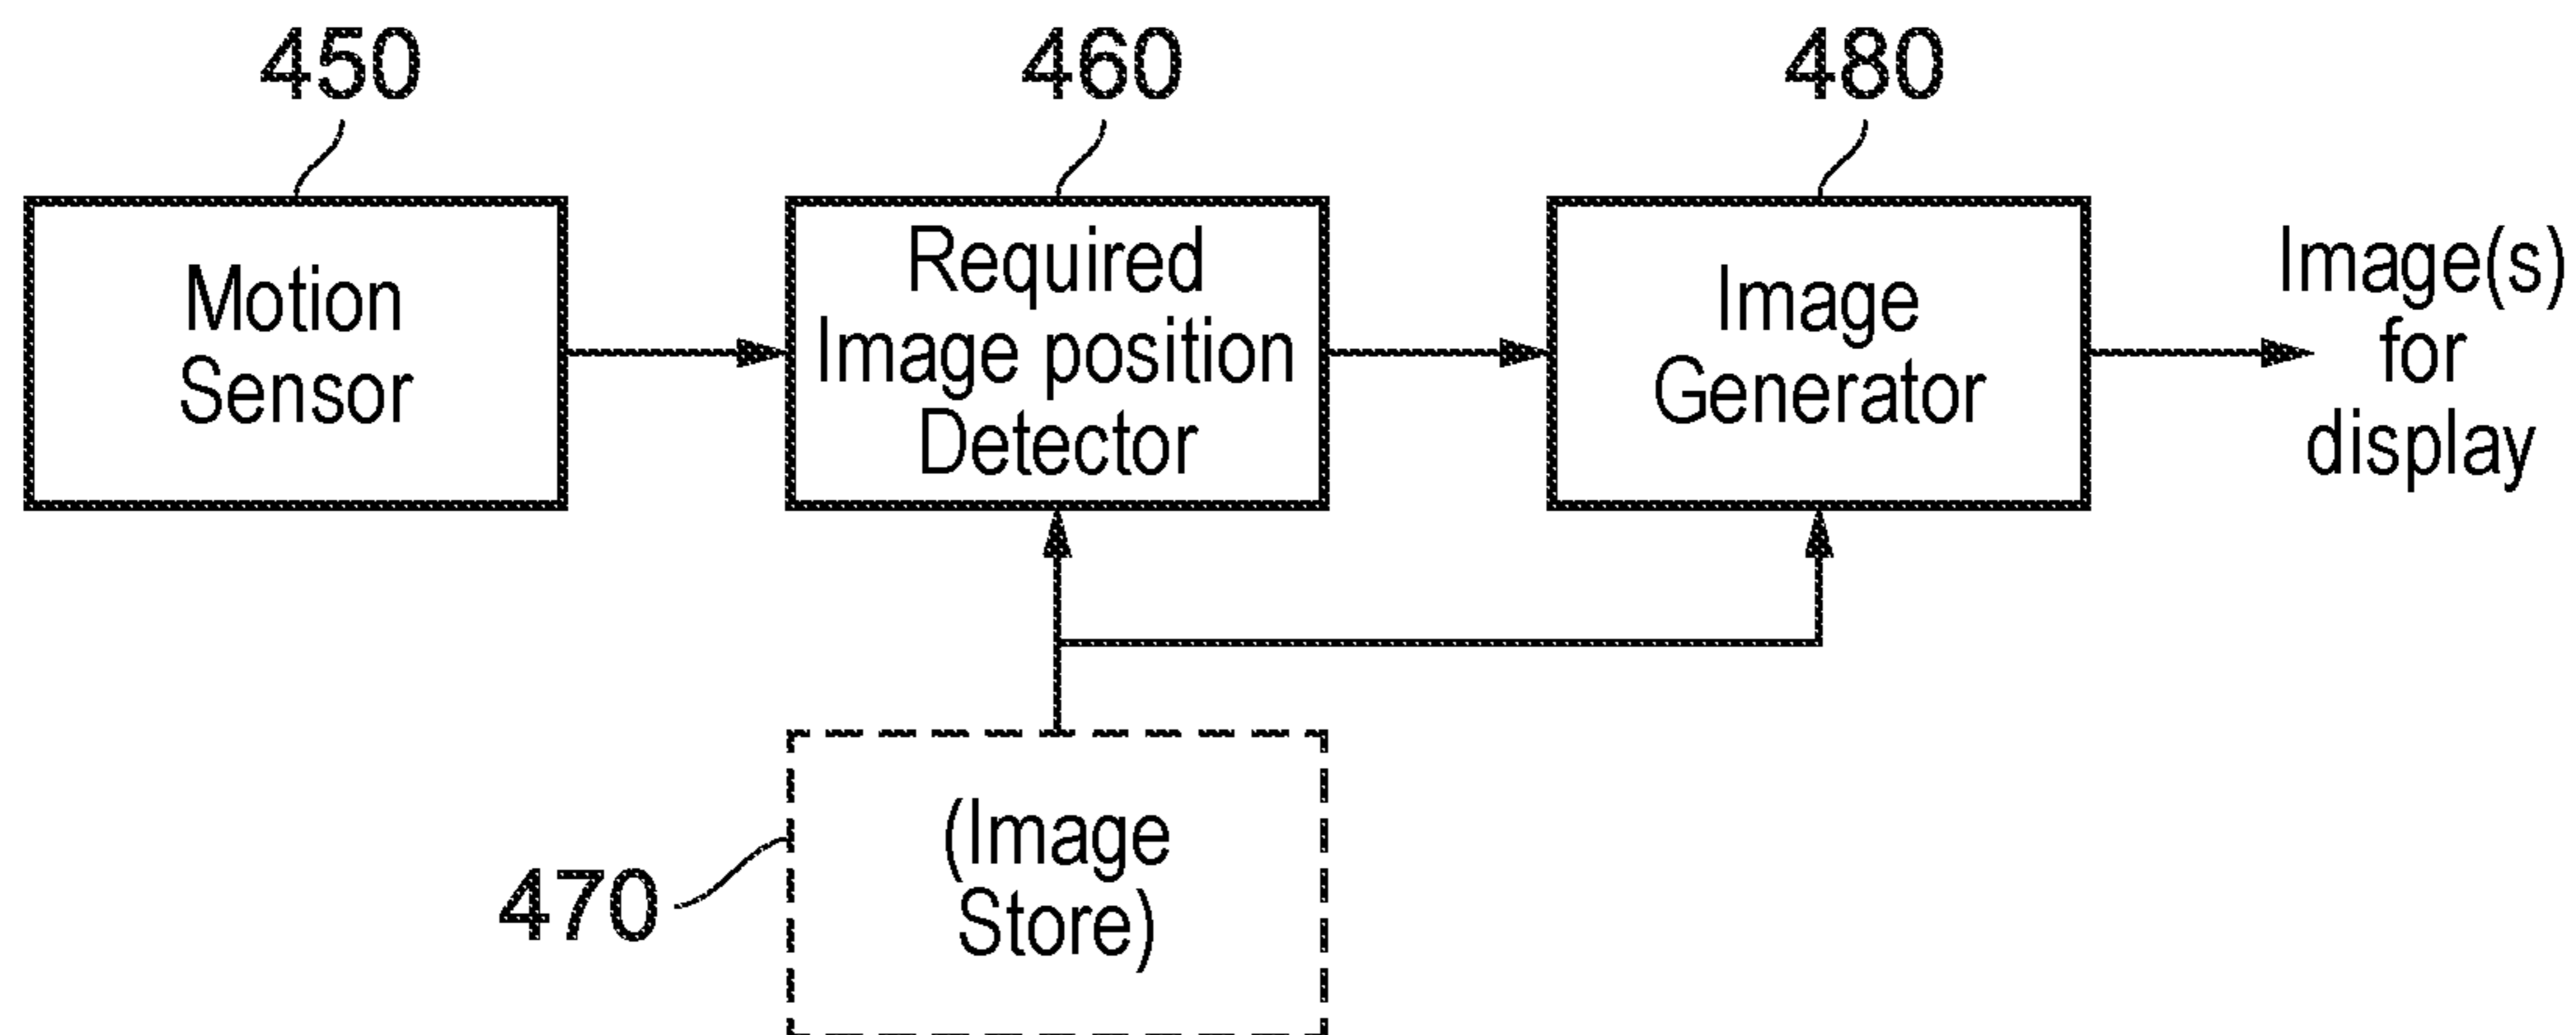 450
460
480
Motion
Sensor
Required
Image position
Detector
Image
Generator
Image(s)
for
display
470
(Image
Store)